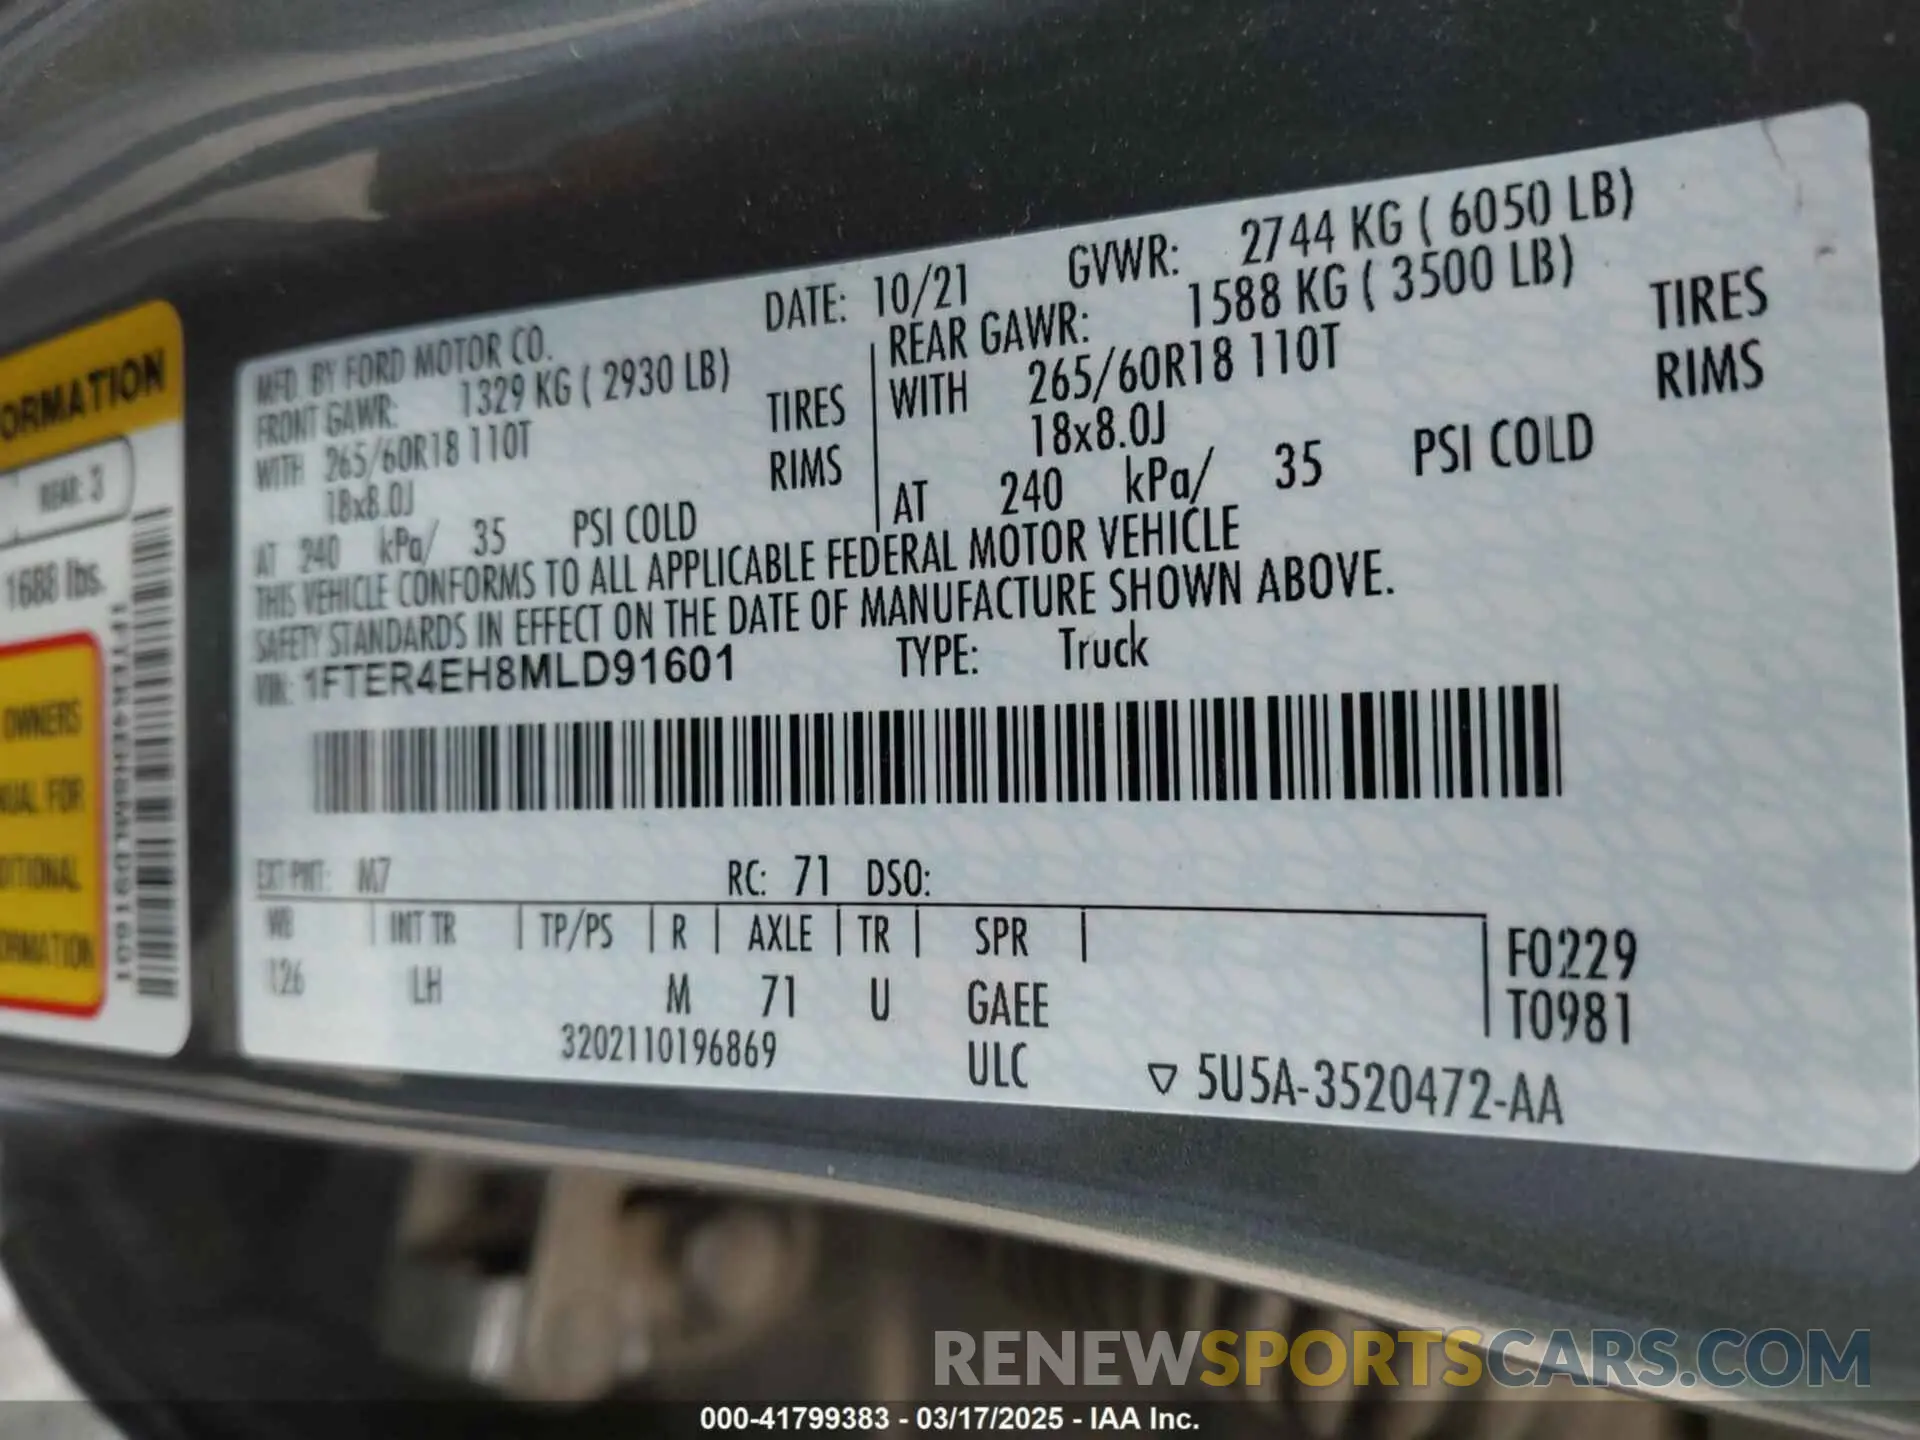 MFD. BY FORD MOTOR CO. DATE: 10/21 GVWR: 2744 KG ( 6050 LB)
FRONT GAWR: 1329 KG ( 2930 LB) REAR GAWR: 1588 KG ( 3500 LB)
WITH 265/60R18 110T TIRES WITH 265/60R18 110T TIRES
18x8.0J RIMS 18x8.0J RIMS
AT 240 kPa/ 35 PSI COLD AT 240 kPa/ 35 PSI COLD
THIS VEHICLE CONFORMS TO ALL APPLICABLE FEDERAL MOTOR VEHICLE
SAFETY STANDARDS IN EFFECT ON THE DATE OF MANUFACTURE SHOWN ABOVE.
VIN: 1FTER4EH8MLD91601 TYPE: Truck
EXT PNT: M7 RC: 71 DSO:
WB INT TR TP/PS R AXLE TR SPR
126 LH M 71 U GAEE
3202110196869 ULC
F0229
T0981
▽ 5U5A-3520472-AA
ORMATION
REAR: 3
1688 lbs.
OWNERS
UAL FOR
DITIONAL
ORMATION
1FTER4EH8MLD91601
RENEWSPORTSCARS.COM
000-41799383 - 03/17/2025 - IAA Inc.